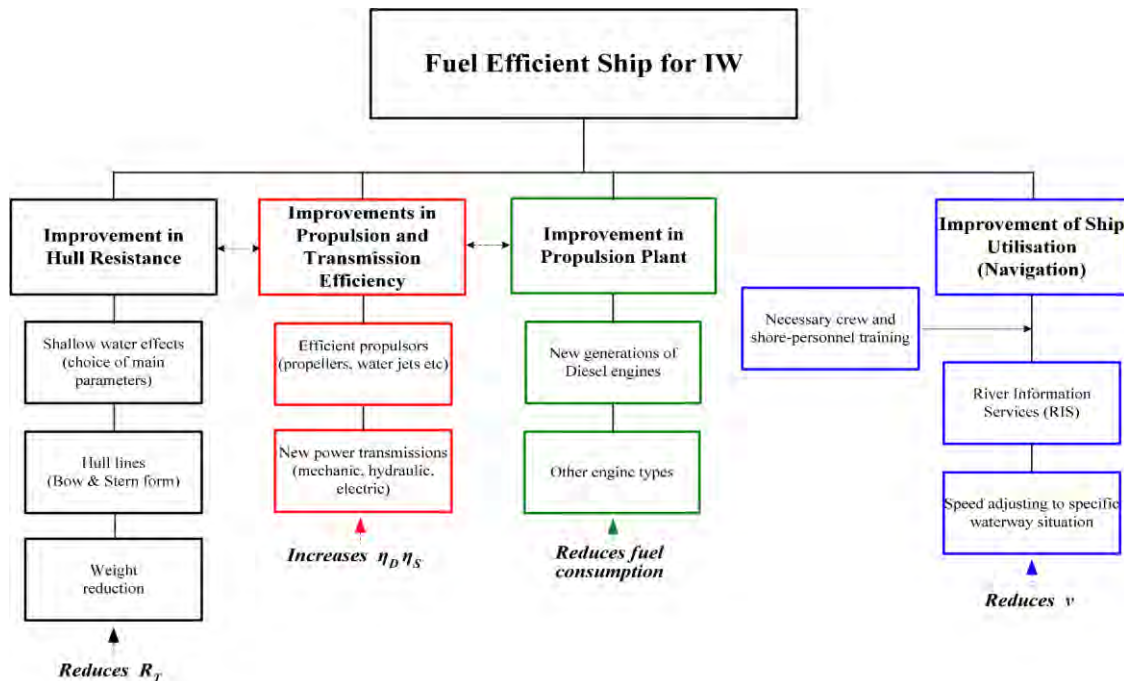 Fuel Efficient Ship for IW
Improvement in
Hull Resistance
Shallow water effects
(choice of main
parameters)
Hull lines
(Bow & Stern form)
Weight
reduction
Reduces R_T
Improvements in
Propulsion and
Transmission
Efficiency
Efficient propulsors
(propellers, water jets etc)
New power transmissions
(mechanic, hydraulic,
electric)
Increases η_D η_S
Improvement in
Propulsion Plant
New generations of
Diesel engines
Other engine types
Reduces fuel
consumption
Improvement of Ship
Utilisation
(Navigation)
Necessary crew and
shore-personnel training
River Information
Services (RIS)
Speed adjusting to specific
waterway situation
Reduces v